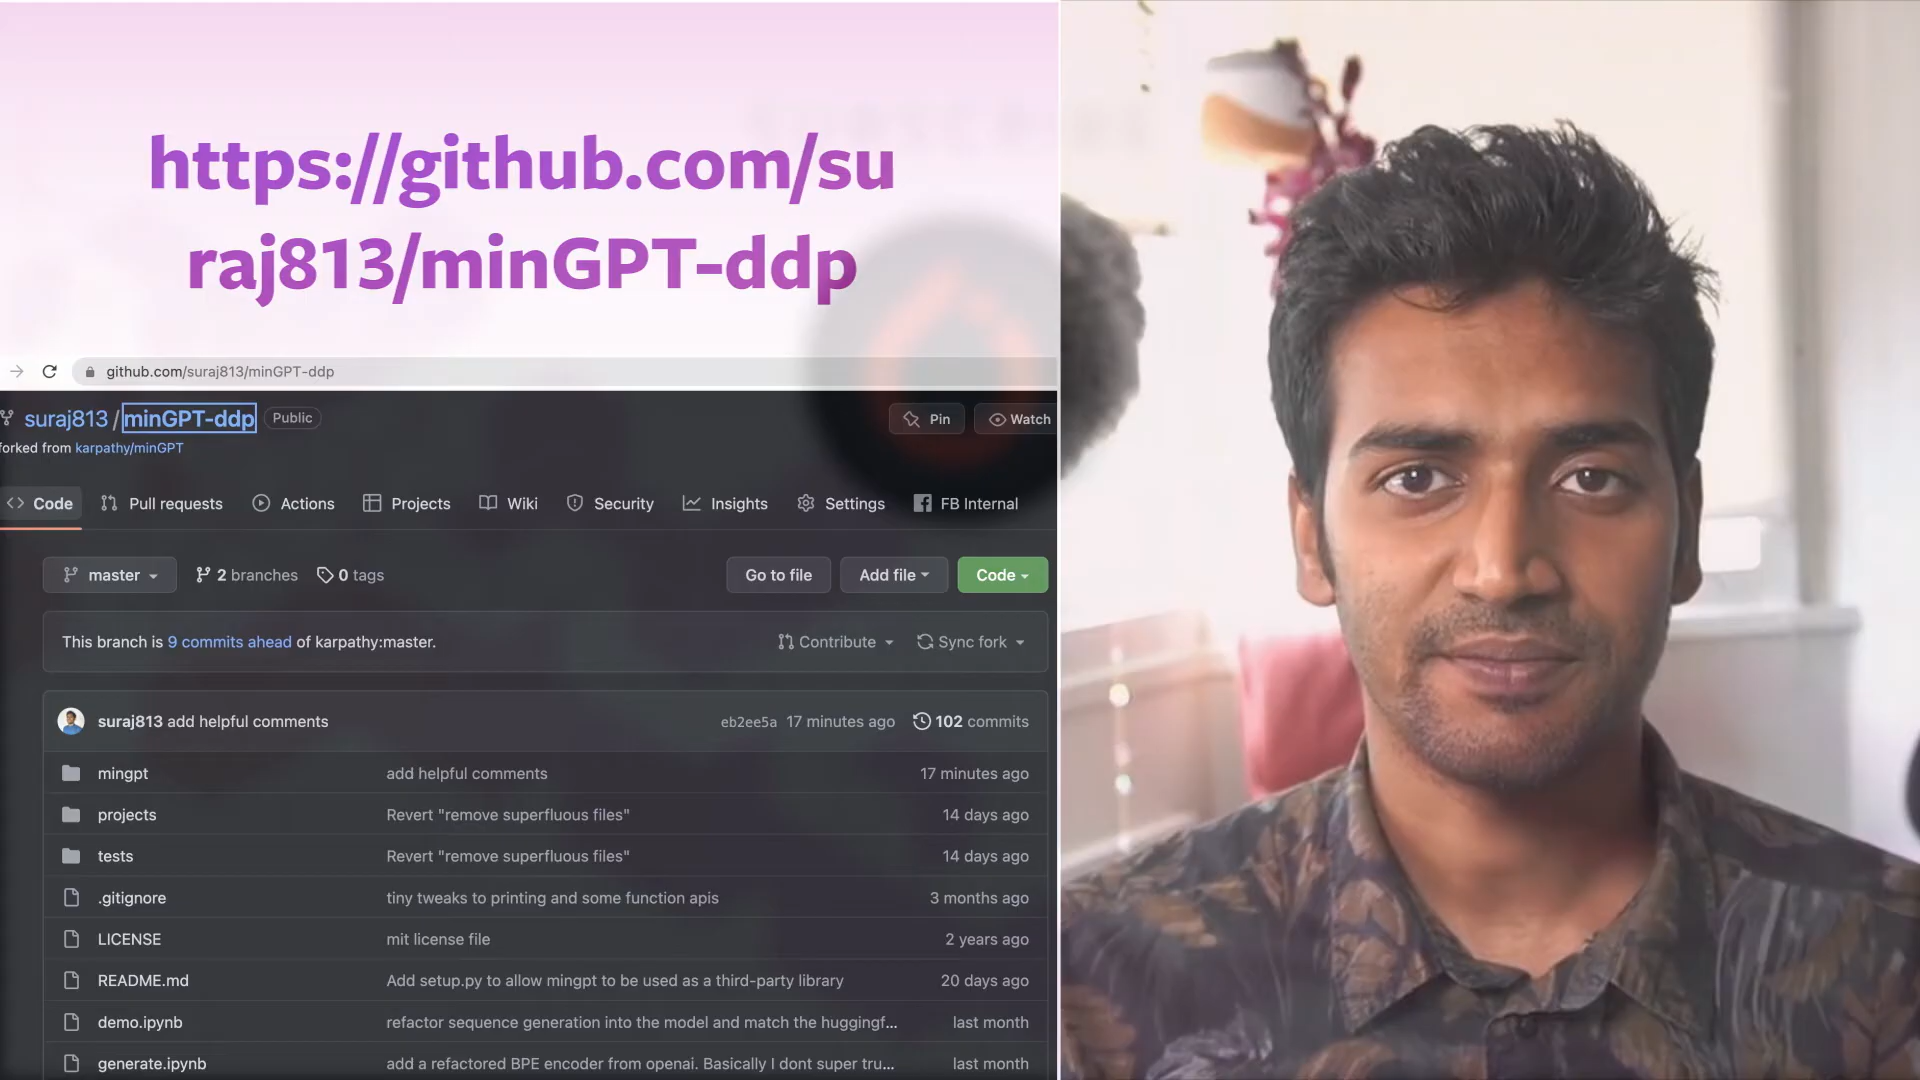 https://github.com/su
raj813/minGPT-ddp
github.com/suraj813/minGPT-ddp
suraj813 / minGPT-ddp Public Pin Watch
forked from karpathy/minGPT
Code Pull requests Actions Projects Wiki Security Insights Settings FB Internal
master 2 branches 0 tags Go to file Add file Code
This branch is 9 commits ahead of karpathy:master. Contribute Sync fork
suraj813 add helpful comments eb2ee5a 17 minutes ago 102 commits
mingpt add helpful comments 17 minutes ago
projects Revert "remove superfluous files" 14 days ago
tests Revert "remove superfluous files" 14 days ago
.gitignore tiny tweaks to printing and some function apis 3 months ago
LICENSE mit license file 2 years ago
README.md Add setup.py to allow mingpt to be used as a third-party library 20 days ago
demo.ipynb refactor sequence generation into the model and match the huggingf... last month
generate.ipynb add a refactored BPE encoder from openai. Basically I dont super tru... last month